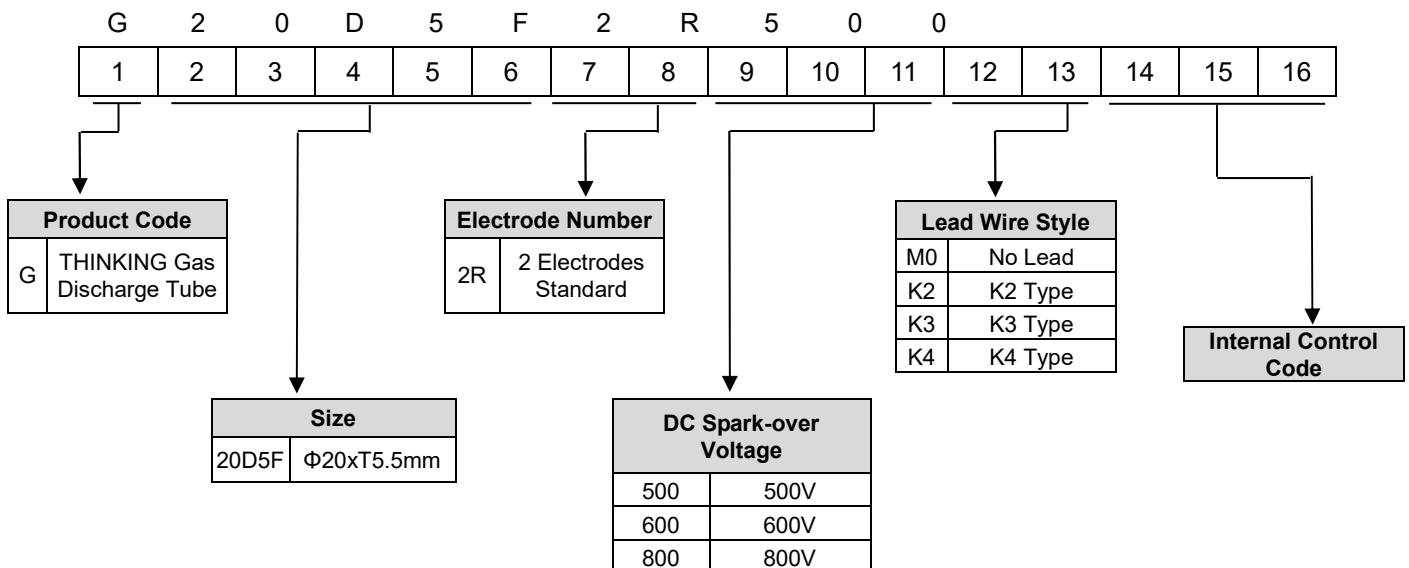 G 2 0 D 5 F 2 R 5 0 0
1 2 3 4 5 6 7 8 9 10 11 12 13 14 15 16
Product Code
G THINKING Gas
Discharge Tube
Electrode Number
2R 2 Electrodes
Standard
Lead Wire Style
M0 No Lead
K2 K2 Type
K3 K3 Type
K4 K4 Type
Internal Control
Code
Size
20D5F Φ20xT5.5mm
DC Spark-over
Voltage
500 500V
600 600V
800 800V